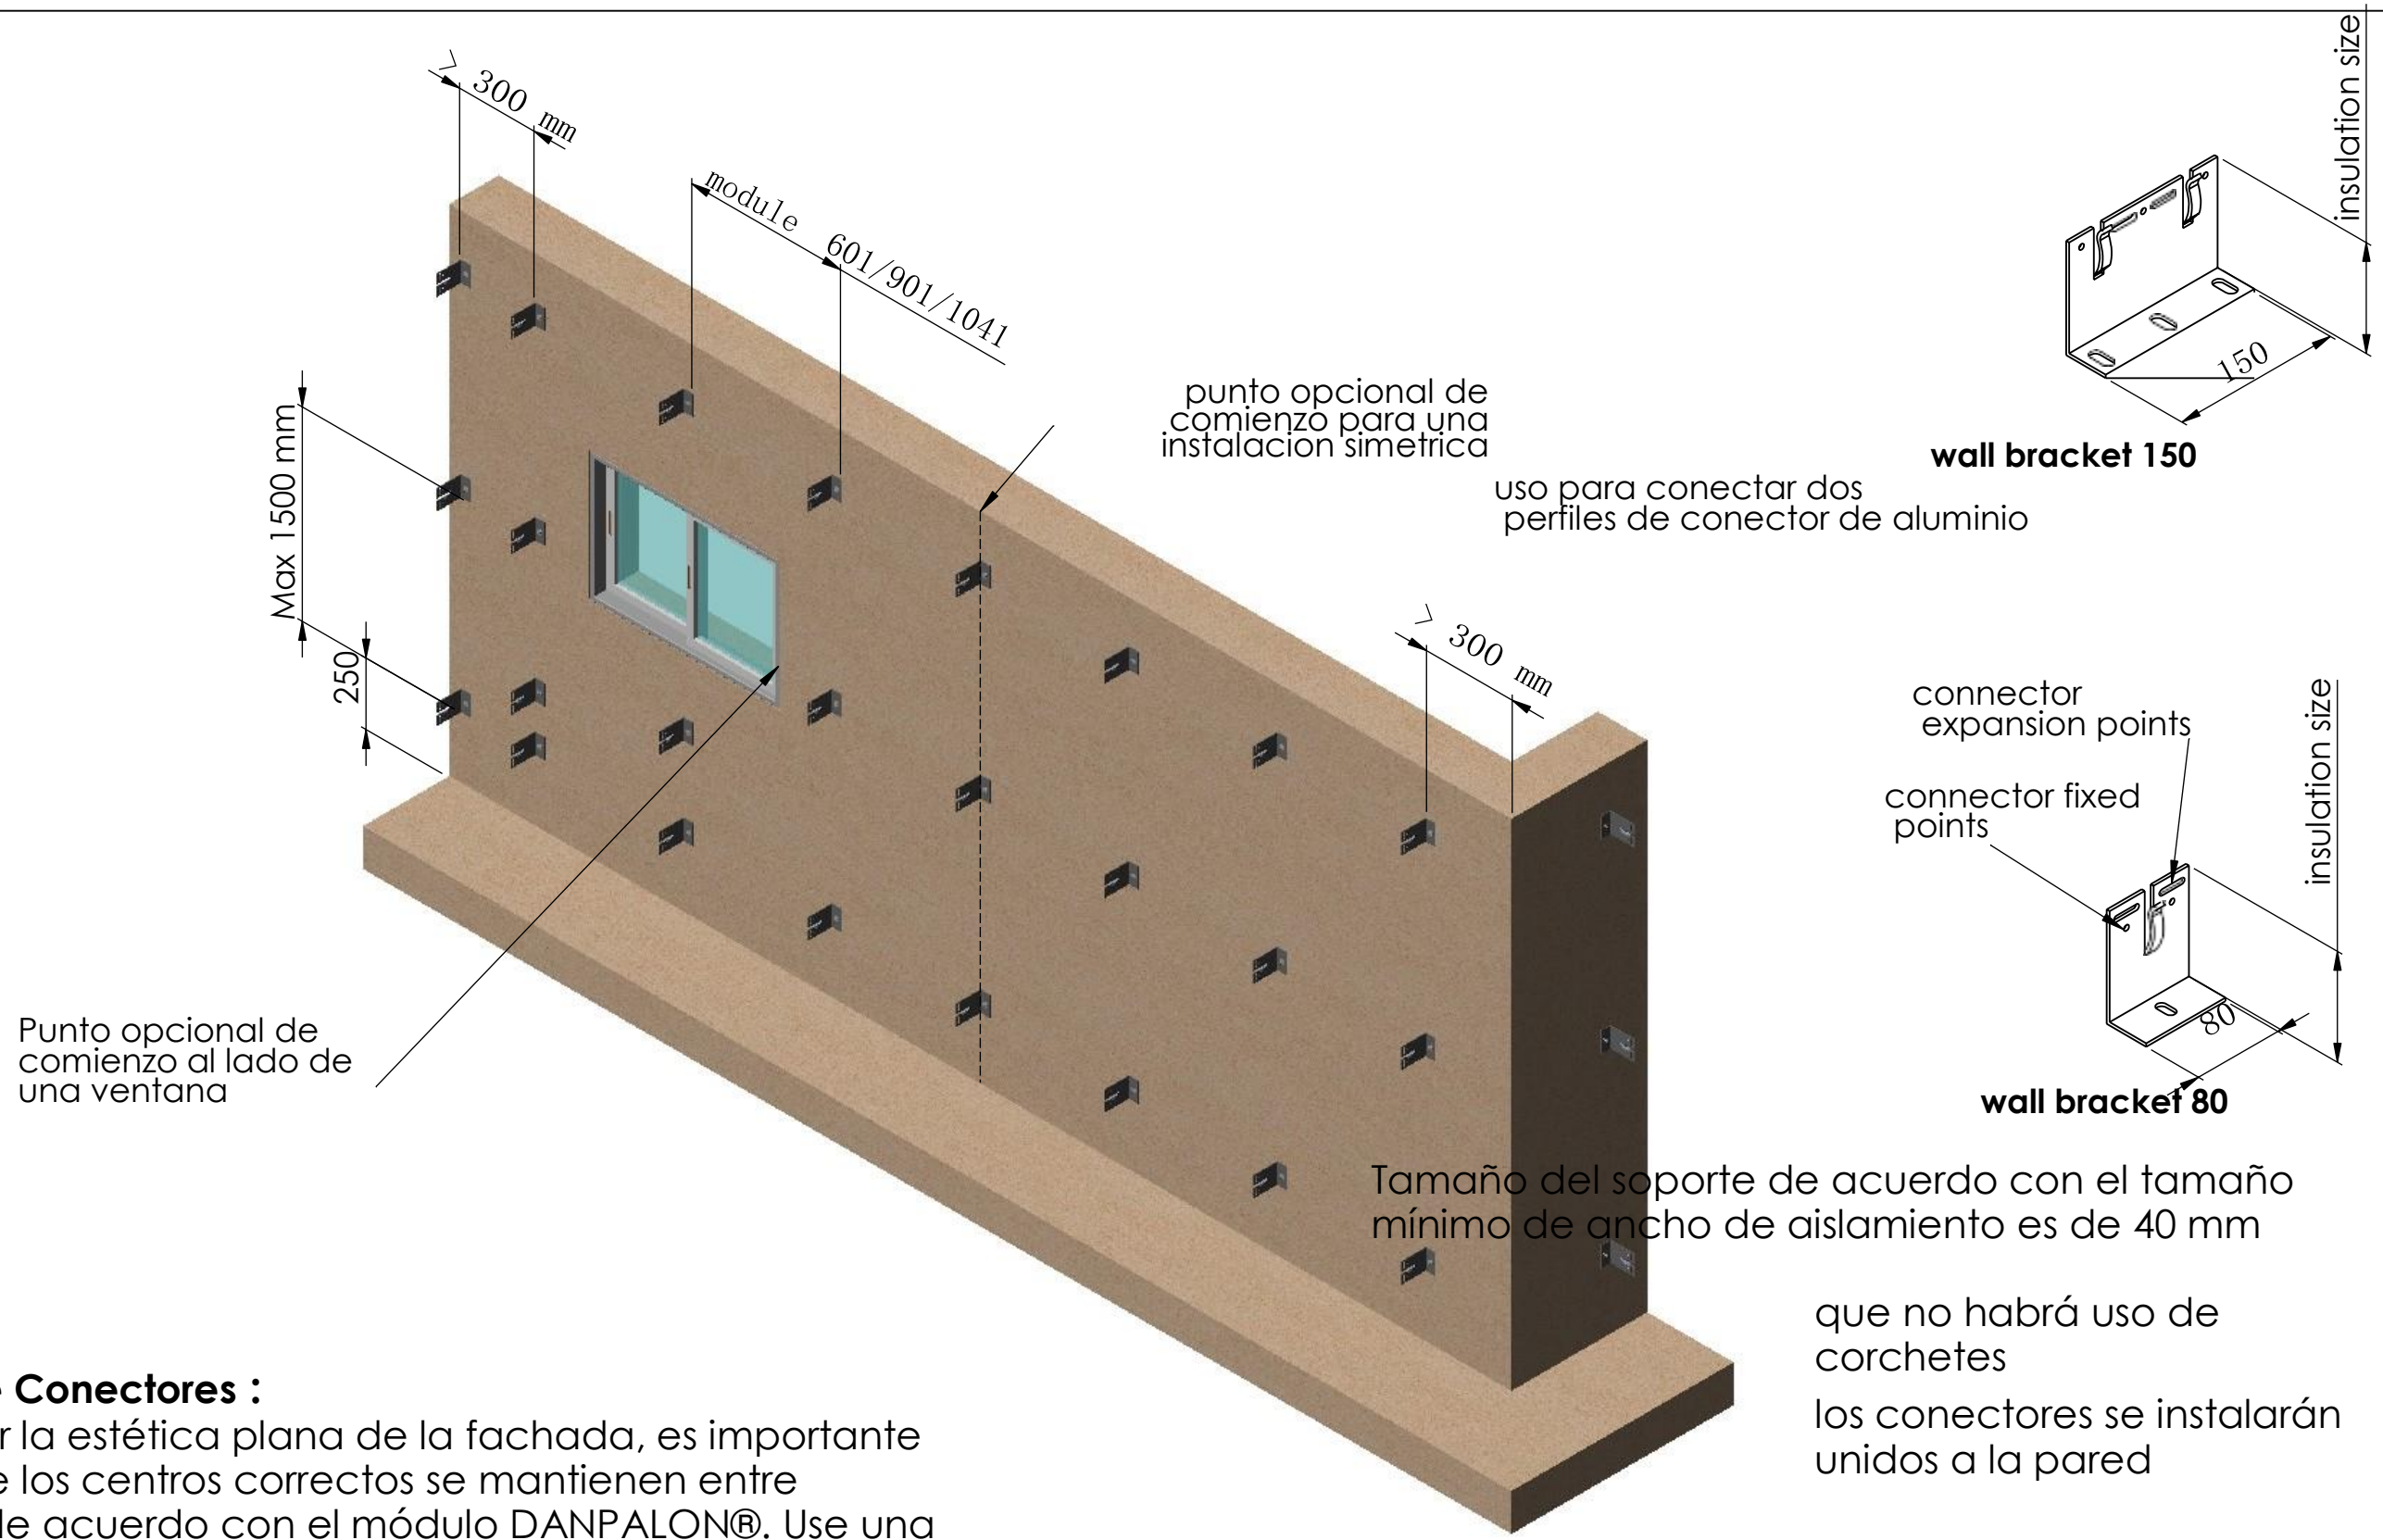 > 300 mm
module 601/901/1041
Max 1500 mm
250
punto opcional de
comienzo para una
instalacion simetrica
> 300 mm
Punto opcional de
comienzo al lado de
una ventana
insulation size
150
wall bracket 150
uso para conectar dos
perfiles de conector de aluminio
connector
expansion points
connector fixed
points
insulation size
80
wall bracket 80
Tamaño del soporte de acuerdo con el tamaño
mínimo de ancho de aislamiento es de 40 mm
que no habrá uso de
corchetes
los conectores se instalarán
unidos a la pared
Conectores :
la estética plana de la fachada, es importante
los centros correctos se mantienen entre
de acuerdo con el módulo DANPALON®. Use una